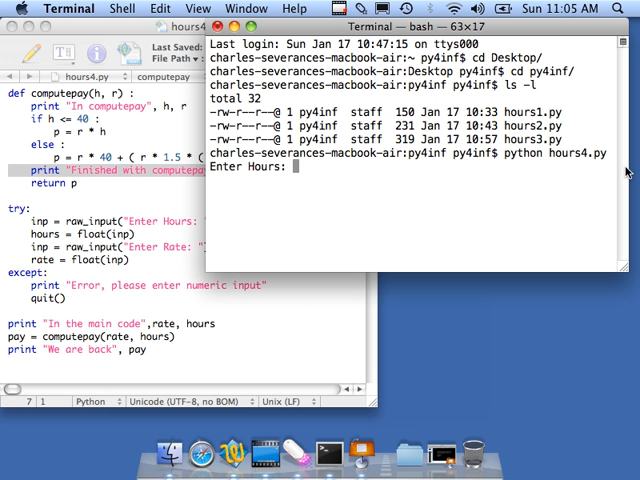 Terminal Shell Edit View Window Help Sun 11:05 AM
hours4
Last Saved:
File Path
hours4.py computepay
def computepay(h, r) :
print "In computepay", h, r
if h <= 40 :
p = r * h
else :
p = r * 40 + ( r * 1.5 * (
print "Finished with computepay
return p
try:
inp = raw_input("Enter Hours:
hours = float(inp)
inp = raw_input("Enter Rate: "
rate = float(inp)
except:
print "Error, please enter numeric input"
quit()
print "In the main code",rate, hours
pay = computepay(rate, hours)
print "We are back", pay
7 1 Python Unicode (UTF-8, no BOM) Unix (LF)
Terminal — bash — 63×17
Last login: Sun Jan 17 10:47:15 on ttys000
charles-severances-macbook-air:~ py4inf$ cd Desktop/
charles-severances-macbook-air:Desktop py4inf$ cd py4inf/
charles-severances-macbook-air:py4inf py4inf$ ls -l
total 32
-rw-r--r--@ 1 py4inf staff 150 Jan 17 10:33 hours1.py
-rw-r--r--@ 1 py4inf staff 231 Jan 17 10:43 hours2.py
-rw-r--r--@ 1 py4inf staff 319 Jan 17 10:57 hours3.py
charles-severances-macbook-air:py4inf py4inf$ python hours4.py
Enter Hours: